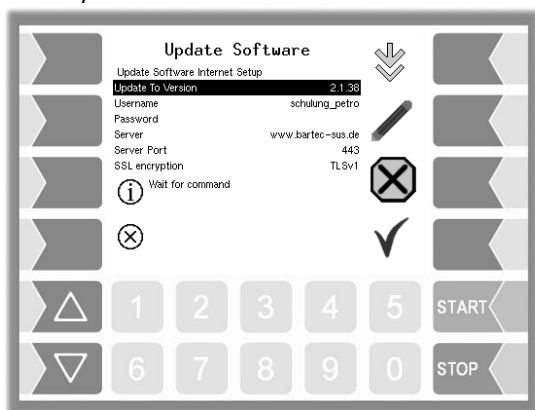 Update Software
Update Software Internet Setup
Update To Version 2.1.38
Username schulung_petro
Password
Server www.bartec-sus.de
Server Port 443
SSL encryption TLSv1
Wait for command
1 2 3 4 5 START
6 7 8 9 0 STOP